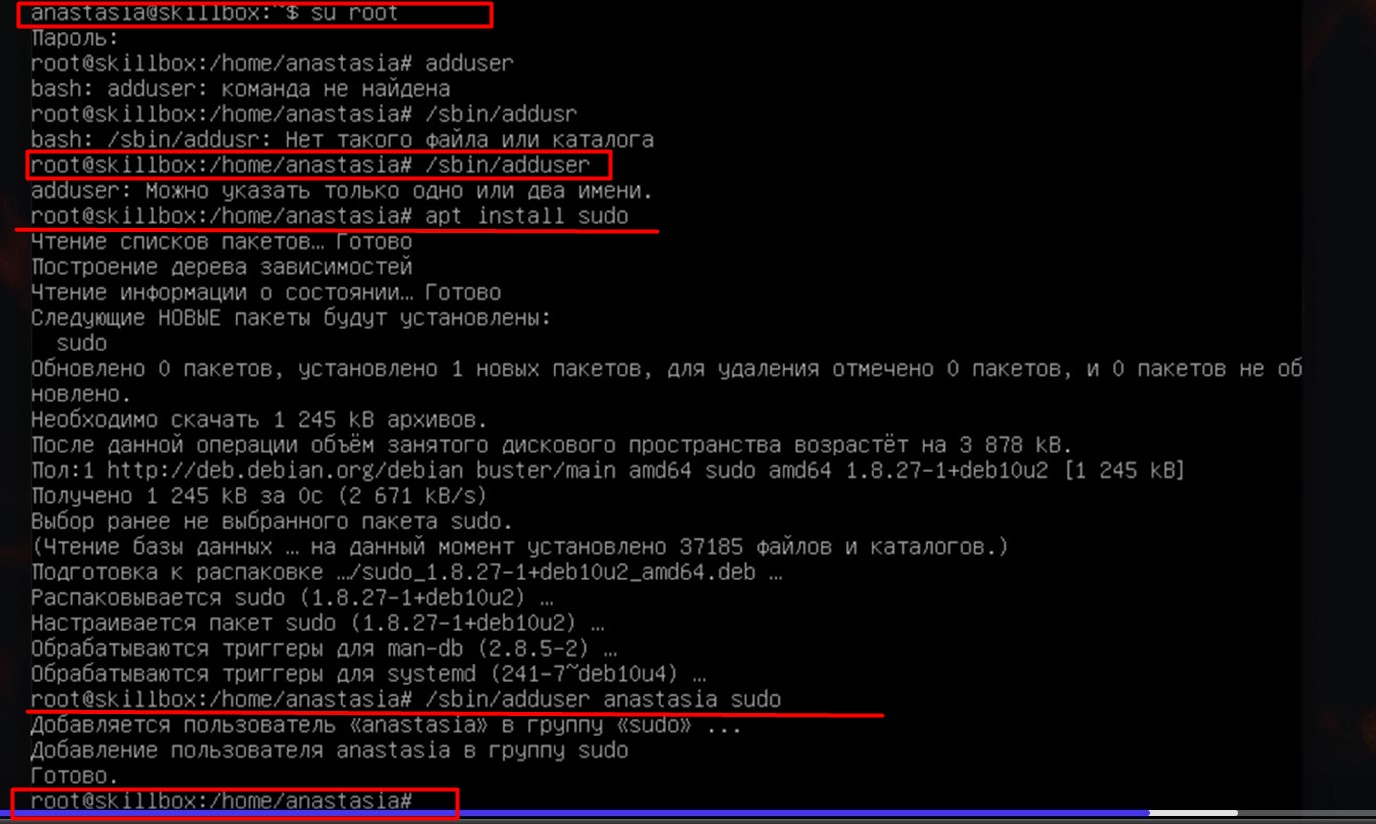 anastasia@skillbox:~$ su root
Пароль:
root@skillbox:/home/anastasia# adduser
bash: adduser: команда не найдена
root@skillbox:/home/anastasia# /sbin/addusr
bash: /sbin/addusr: Нет такого файла или каталога
root@skillbox:/home/anastasia# /sbin/adduser
adduser: Можно указать только одно или два имени.
root@skillbox:/home/anastasia# apt install sudo
Чтение списков пакетов… Готово
Построение дерева зависимостей
Чтение информации о состоянии… Готово
Следующие НОВЫЕ пакеты будут установлены:
  sudo
Обновлено 0 пакетов, установлено 1 новых пакетов, для удаления отмечено 0 пакетов, и 0 пакетов не об
новлено.
Необходимо скачать 1 245 kB архивов.
После данной операции объём занятого дискового пространства возрастёт на 3 878 kB.
Пол:1 http://deb.debian.org/debian buster/main amd64 sudo amd64 1.8.27-1+deb10u2 [1 245 kB]
Получено 1 245 kB за 0с (2 671 kB/s)
Выбор ранее не выбранного пакета sudo.
(Чтение базы данных … на данный момент установлено 37185 файлов и каталогов.)
Подготовка к распаковке …/sudo_1.8.27-1+deb10u2_amd64.deb …
Распаковывается sudo (1.8.27-1+deb10u2) …
Настраивается пакет sudo (1.8.27-1+deb10u2) …
Обрабатываются триггеры для man-db (2.8.5-2) …
Обрабатываются триггеры для systemd (241-7~deb10u4) …
root@skillbox:/home/anastasia# /sbin/adduser anastasia sudo
Добавляется пользователь «anastasia» в группу «sudo» ...
Добавление пользователя anastasia в группу sudo
Готово.
root@skillbox:/home/anastasia#